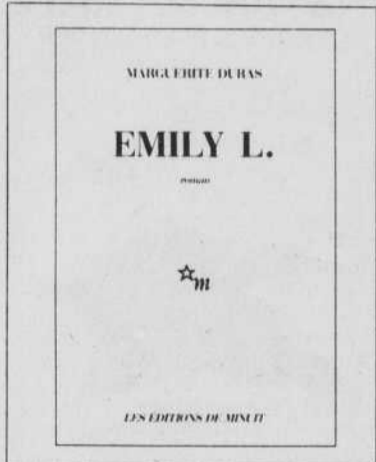 MARGUERITE DURAS
EMILY L.
roman
m
LES EDITIONS DE MINUIT